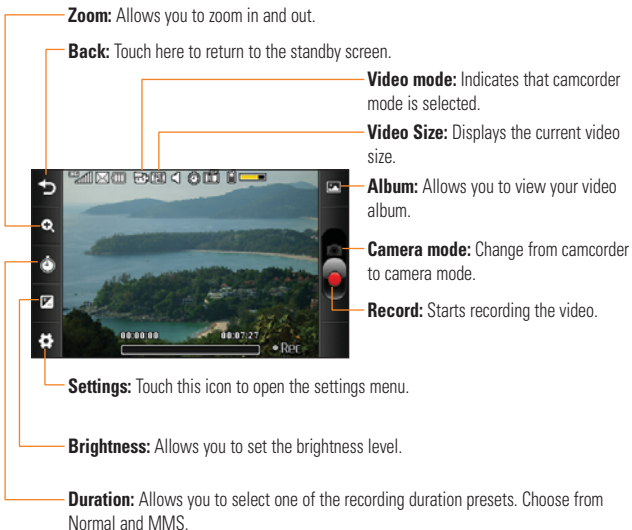 Zoom: Allows you to zoom in and out.
Back: Touch here to return to the standby screen.
Video mode: Indicates that camcorder
mode is selected.
Video Size: Displays the current video
size.
Album: Allows you to view your video
album.
Camera mode: Change from camcorder
to camera mode.
Record: Starts recording the video.
00:00:00
00:07:27
Rec
Settings: Touch this icon to open the settings menu.
Brightness: Allows you to set the brightness level.
Duration: Allows you to select one of the recording duration presets. Choose from
Normal and MMS.